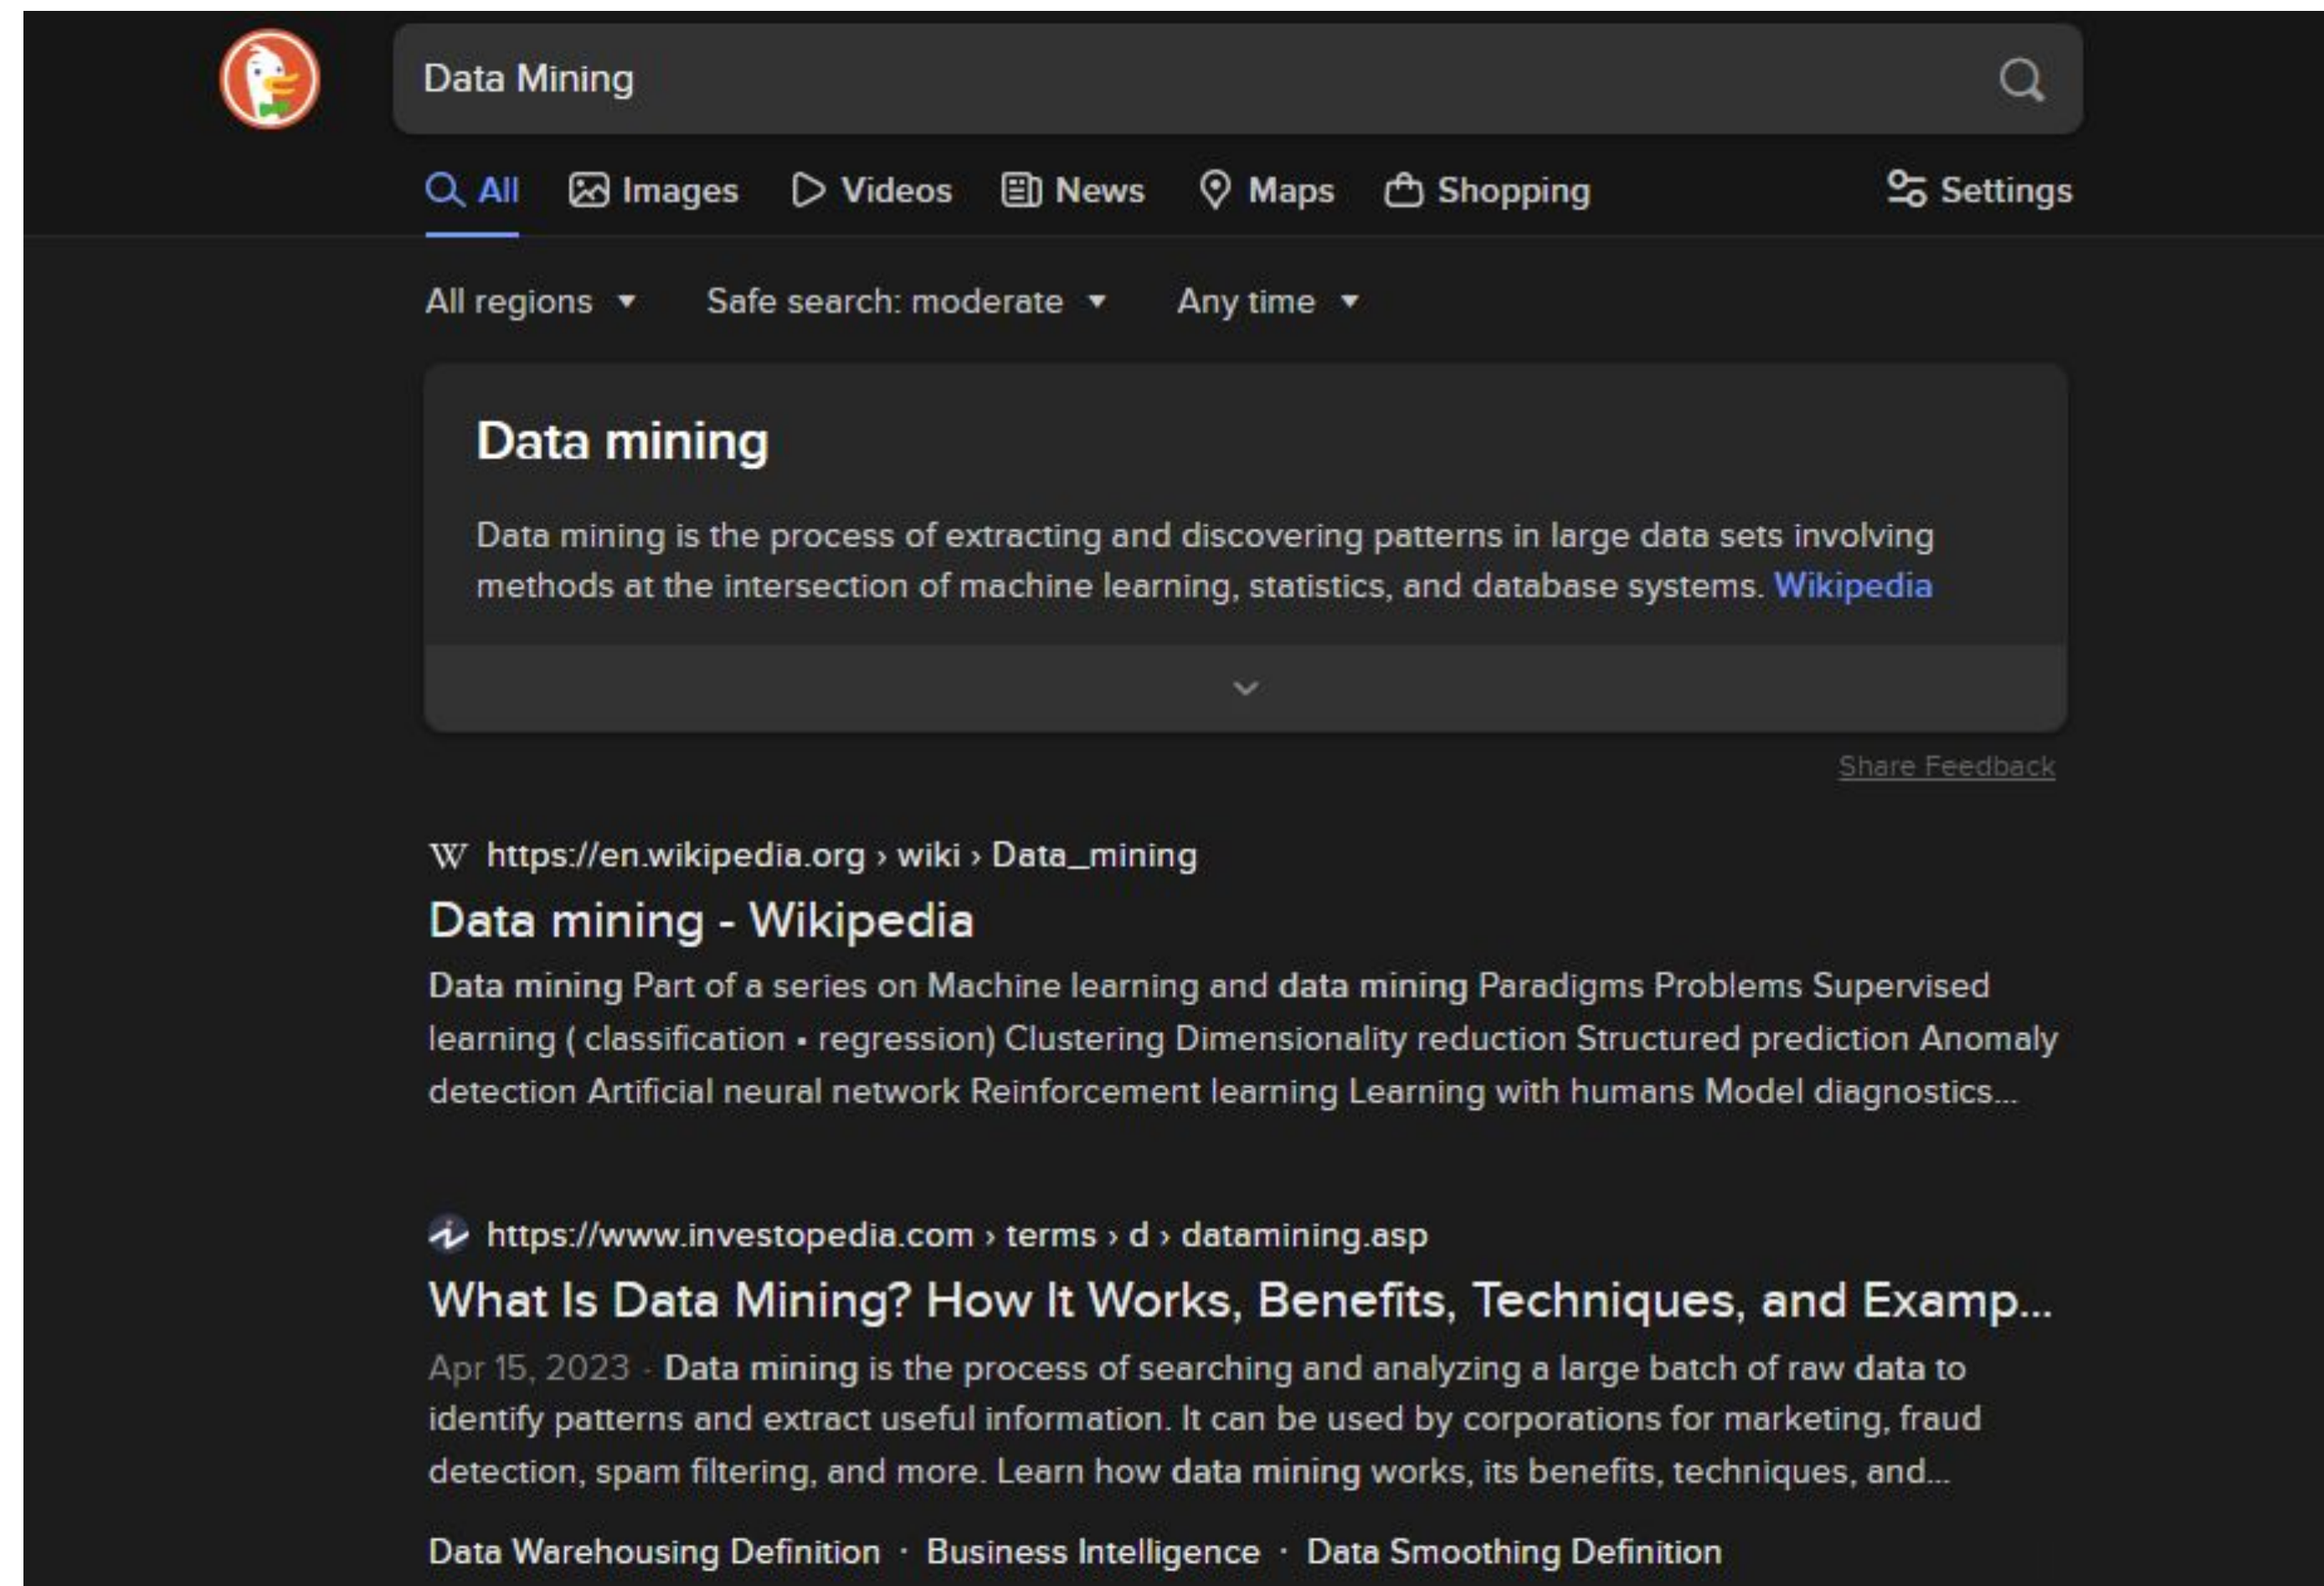 Data Mining
All Images Videos News Maps Shopping Settings
All regions Safe search: moderate Any time
Data mining
Data mining is the process of extracting and discovering patterns in large data sets involving
methods at the intersection of machine learning, statistics, and database systems. Wikipedia
Share Feedback
W https://en.wikipedia.org › wiki › Data_mining
Data mining - Wikipedia
Data mining Part of a series on Machine learning and data mining Paradigms Problems Supervised
learning ( classification • regression) Clustering Dimensionality reduction Structured prediction Anomaly
detection Artificial neural network Reinforcement learning Learning with humans Model diagnostics...
https://www.investopedia.com › terms › d › datamining.asp
What Is Data Mining? How It Works, Benefits, Techniques, and Examp...
Apr 15, 2023 · Data mining is the process of searching and analyzing a large batch of raw data to
identify patterns and extract useful information. It can be used by corporations for marketing, fraud
detection, spam filtering, and more. Learn how data mining works, its benefits, techniques, and...
Data Warehousing Definition · Business Intelligence · Data Smoothing Definition